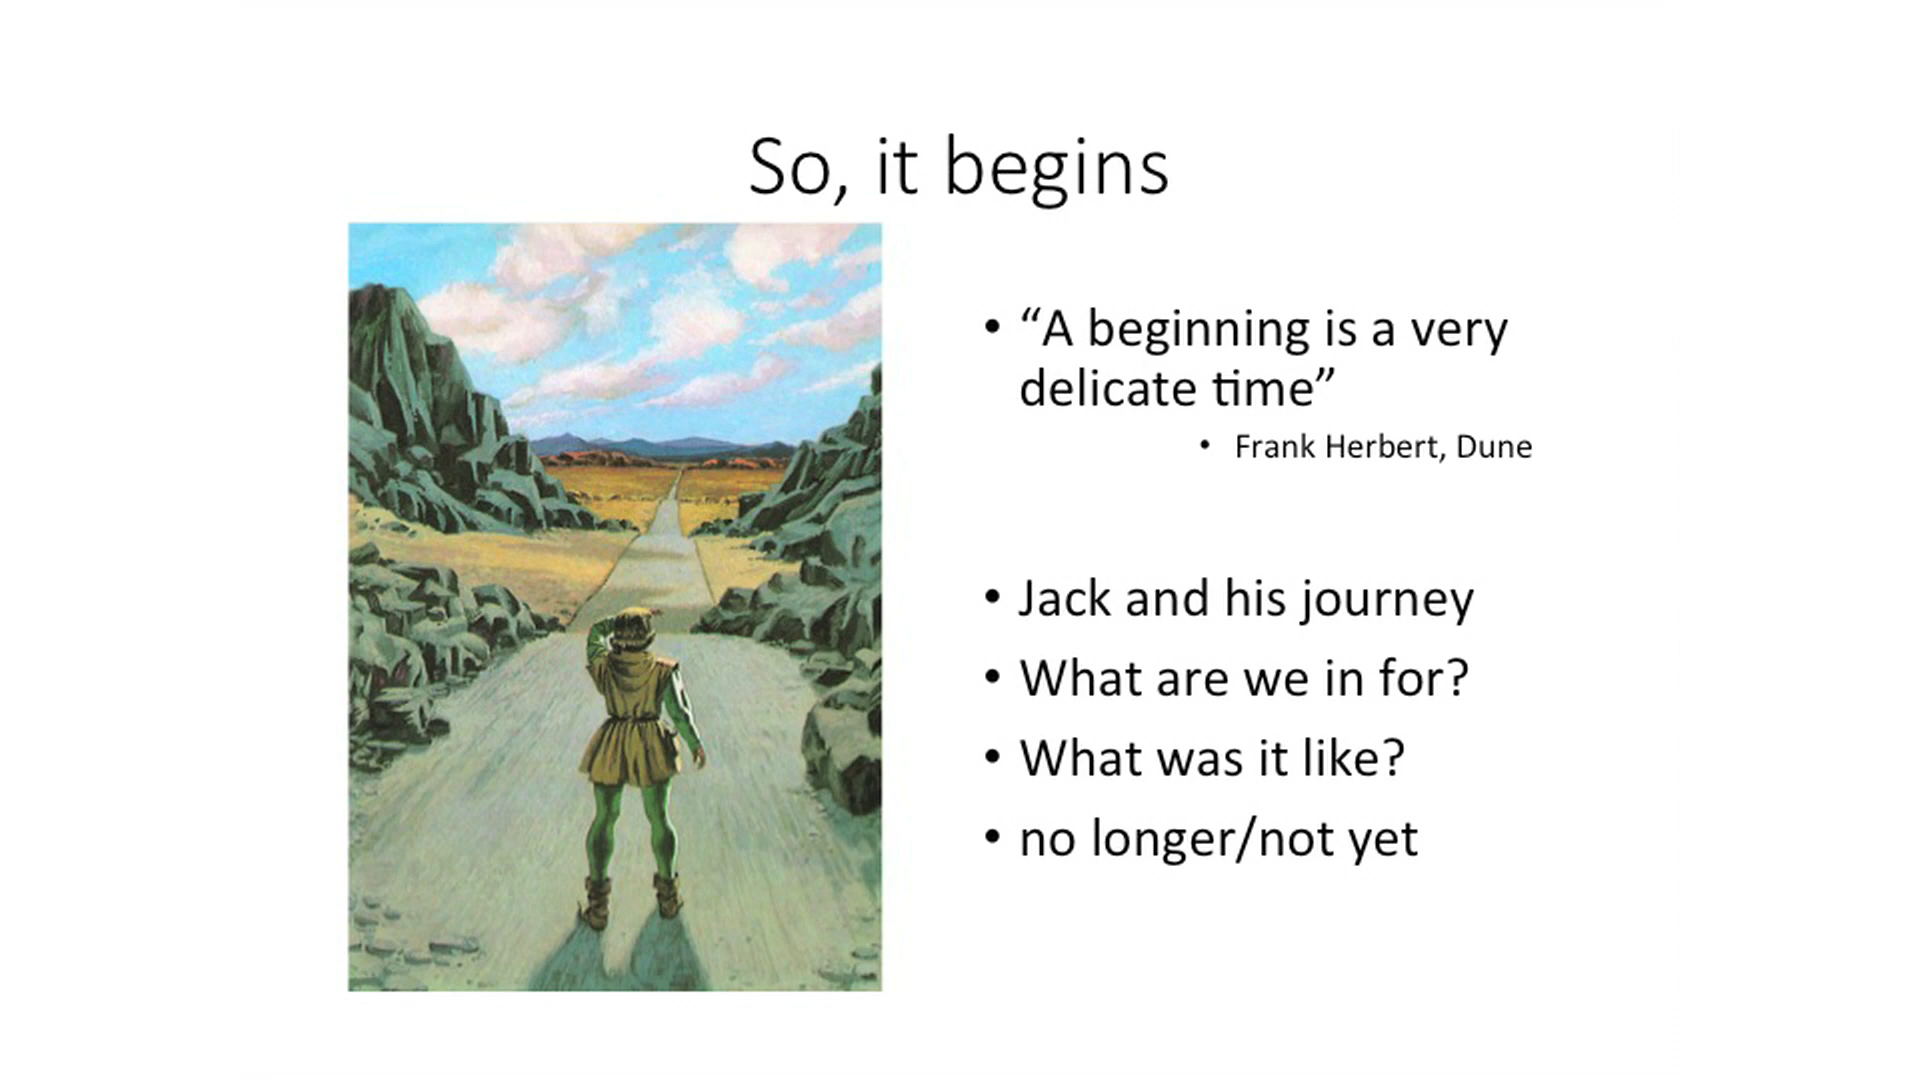 So, it begins
• “A beginning is a very
delicate time”
• Frank Herbert, Dune
• Jack and his journey
• What are we in for?
• What was it like?
• no longer/not yet